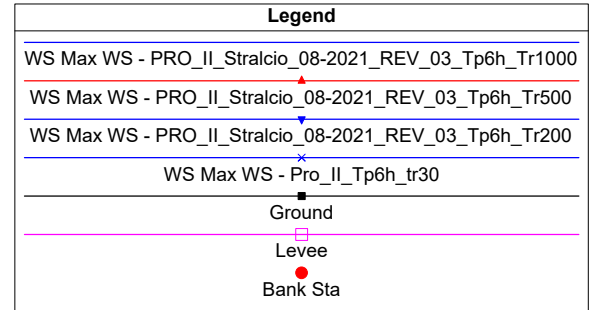 Legend
WS Max WS - PRO_II_Stralcio_08-2021_REV_03_Tp6h_Tr1000
WS Max WS - PRO_II_Stralcio_08-2021_REV_03_Tp6h_Tr500
WS Max WS - PRO_II_Stralcio_08-2021_REV_03_Tp6h_Tr200
WS Max WS - Pro_II_Tp6h_tr30
Ground
Levee
Bank Sta